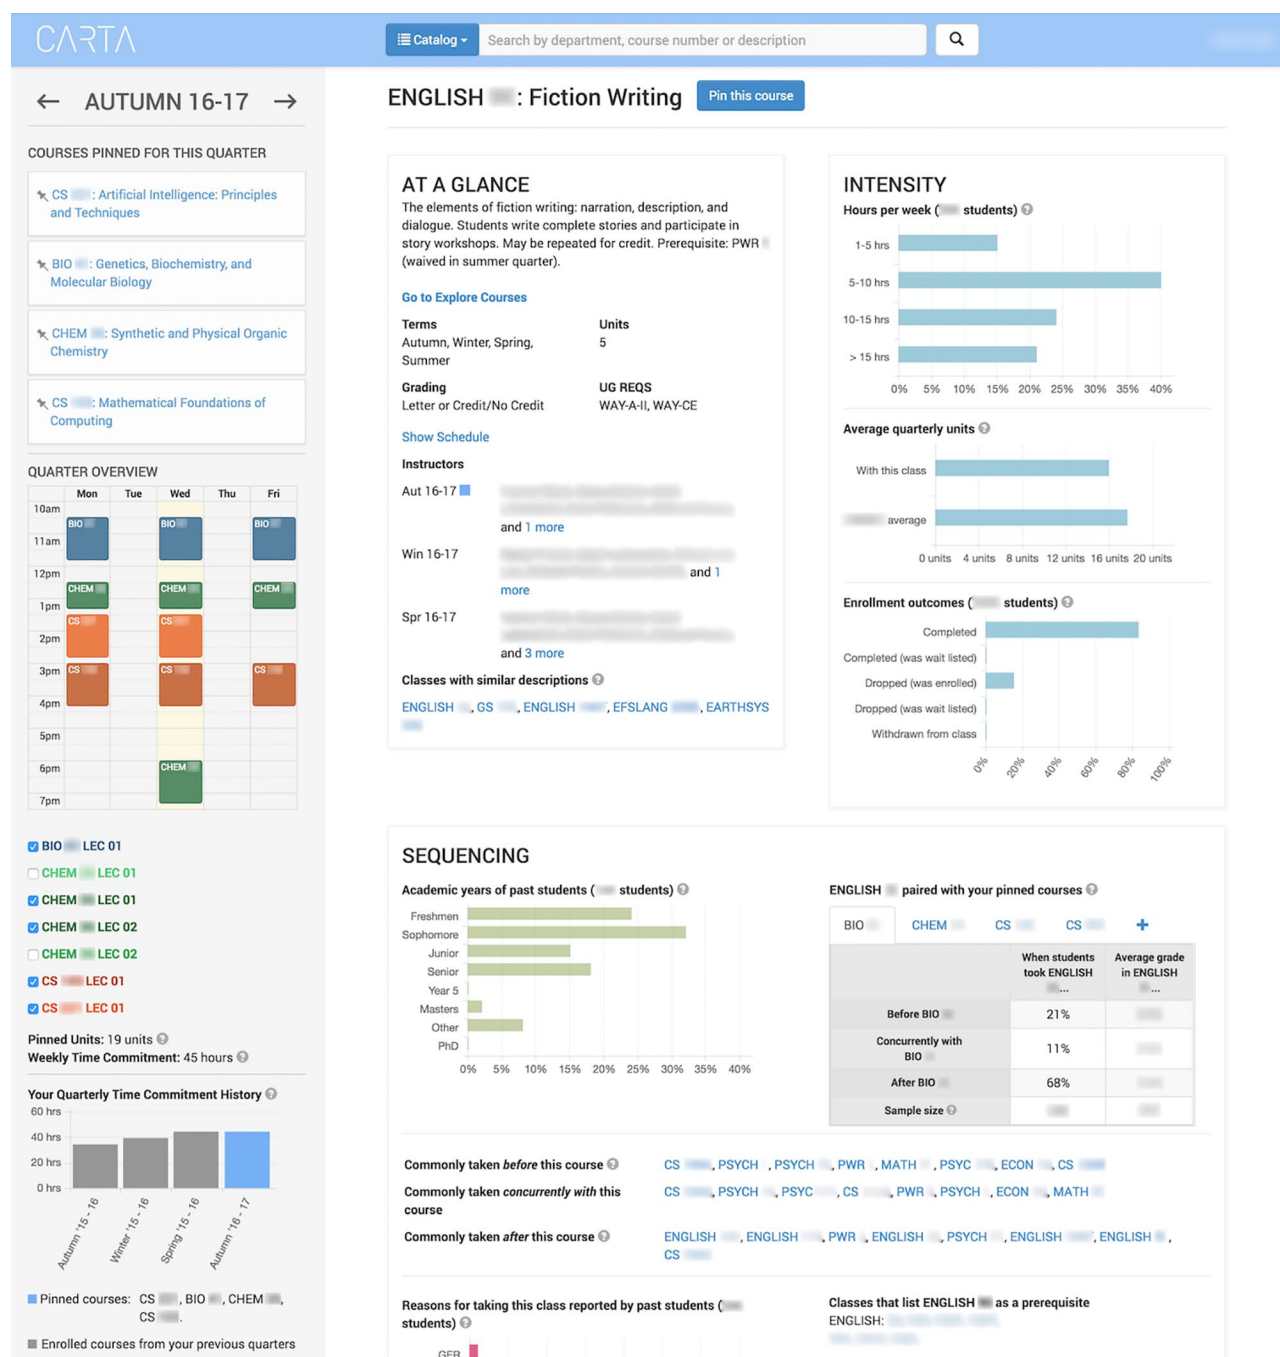 CARTA
Catalog
Search by department, course number or description
AUTUMN 16-17
COURSES PINNED FOR THIS QUARTER
CS : Artificial Intelligence: Principles
and Techniques
BIO : Genetics, Biochemistry, and
Molecular Biology
CHEM : Synthetic and Physical Organic
Chemistry
CS : Mathematical Foundations of
Computing
QUARTER OVERVIEW
Mon Tue Wed Thu Fri
10am
BIO BIO BIO
11am
12pm
CHEM CHEM CHEM
1pm
CS CS
2pm
3pm CS CS CS
4pm
5pm
6pm CHEM
7pm
BIO LEC 01
CHEM LEC 01
CHEM LEC 01
CHEM LEC 02
CHEM LEC 02
CS LEC 01
CS LEC 01
Pinned Units: 19 units
Weekly Time Commitment: 45 hours
Your Quarterly Time Commitment History
60 hrs
40 hrs
20 hrs
0 hrs
Autumn '15 - 16
Winter '15 - 16
Spring '15 - 16
Autumn '16 - 17
Pinned courses: CS , BIO , CHEM ,
CS .
Enrolled courses from your previous quarters
ENGLISH : Fiction Writing
Pin this course
AT A GLANCE
The elements of fiction writing: narration, description, and
dialogue. Students write complete stories and participate in
story workshops. May be repeated for credit. Prerequisite: PWR
(waived in summer quarter).
Go to Explore Courses
Terms Units
Autumn, Winter, Spring, 5
Summer
Grading UG REQS
Letter or Credit/No Credit WAY-A-II, WAY-CE
Show Schedule
Instructors
Aut 16-17
and 1 more
Win 16-17
and 1
more
Spr 16-17
and 3 more
Classes with similar descriptions
ENGLISH , GS , ENGLISH , EFSLANG , EARTHSYS
INTENSITY
Hours per week ( students)
1-5 hrs
5-10 hrs
10-15 hrs
> 15 hrs
0% 5% 10% 15% 20% 25% 30% 35% 40%
Average quarterly units
With this class
average
0 units 4 units 8 units 12 units 16 units 20 units
Enrollment outcomes ( students)
Completed
Completed (was wait listed)
Dropped (was enrolled)
Dropped (was wait listed)
Withdrawn from class
0% 20% 40% 60% 80% 100%
SEQUENCING
Academic years of past students ( students)
Freshmen
Sophomore
Junior
Senior
Year 5
Masters
Other
PhD
0% 5% 10% 15% 20% 25% 30% 35% 40%
ENGLISH paired with your pinned courses
BIO CHEM CS CS +
When students Average grade
took ENGLISH in ENGLISH
... ...
Before BIO 21%
Concurrently with
BIO 11%
After BIO 68%
Sample size
Commonly taken before this course CS , PSYCH , PSYCH , PWR , MATH , PSYC , ECON , CS
Commonly taken concurrently with this CS , PSYCH , PSYC , CS , PWR , PSYCH , ECON , MATH
course
Commonly taken after this course ENGLISH , ENGLISH , PWR , ENGLISH , PSYCH , ENGLISH , ENGLISH ,
CS
Reasons for taking this class reported by past students (
students)
GER
Classes that list ENGLISH as a prerequisite
ENGLISH: